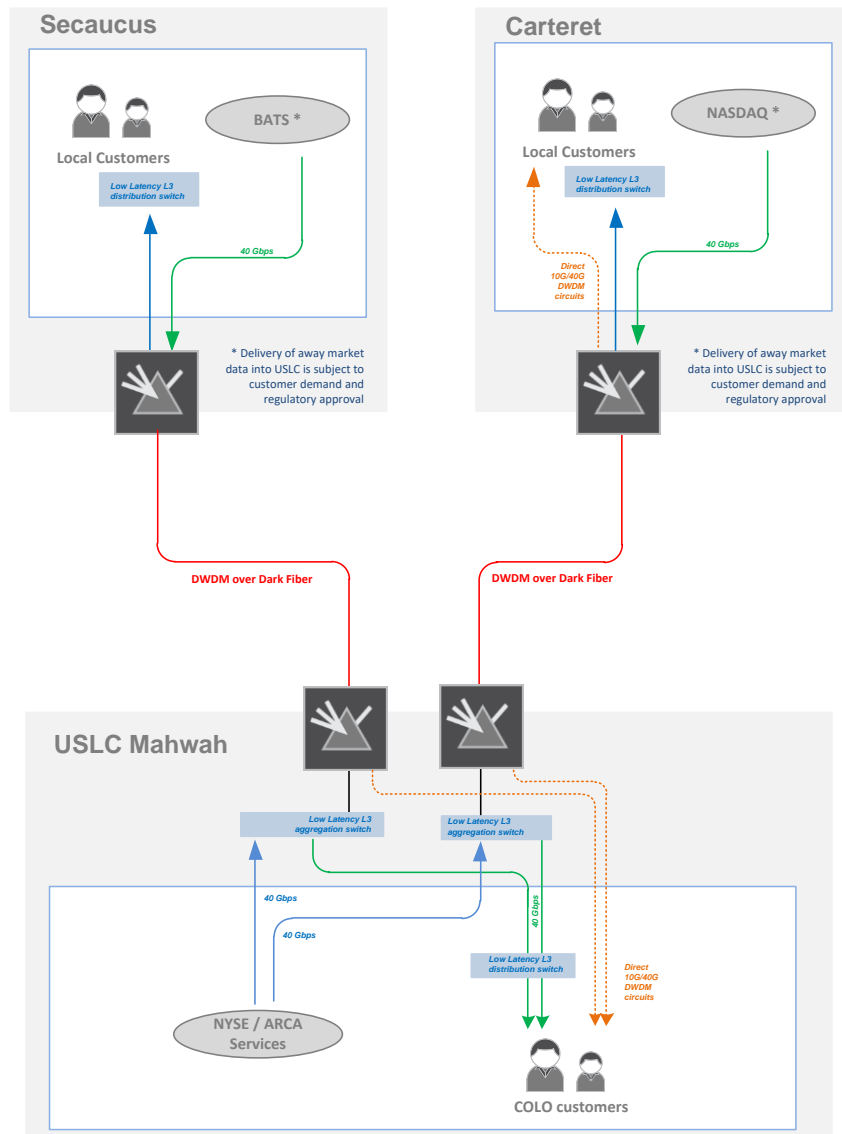 Secaucus
BATS *
Local Customers
Low Latency L3
distribution switch
40 Gbps
* Delivery of away market
data into USLC is subject to
customer demand and
regulatory approval
Carteret
NASDAQ *
Local Customers
Low Latency L3
distribution switch
40 Gbps
Direct
10G/40G
DWDM
circuits
* Delivery of away market
data into USLC is subject to
customer demand and
regulatory approval
DWDM over Dark Fiber
DWDM over Dark Fiber
USLC Mahwah
Low Latency L3
aggregation switch
Low Latency L3
aggregation switch
40 Gbps
40 Gbps
40 Gbps
Low Latency L3
distribution switch
Direct
10G/40G
DWDM
circuits
NYSE / ARCA
Services
COLO customers